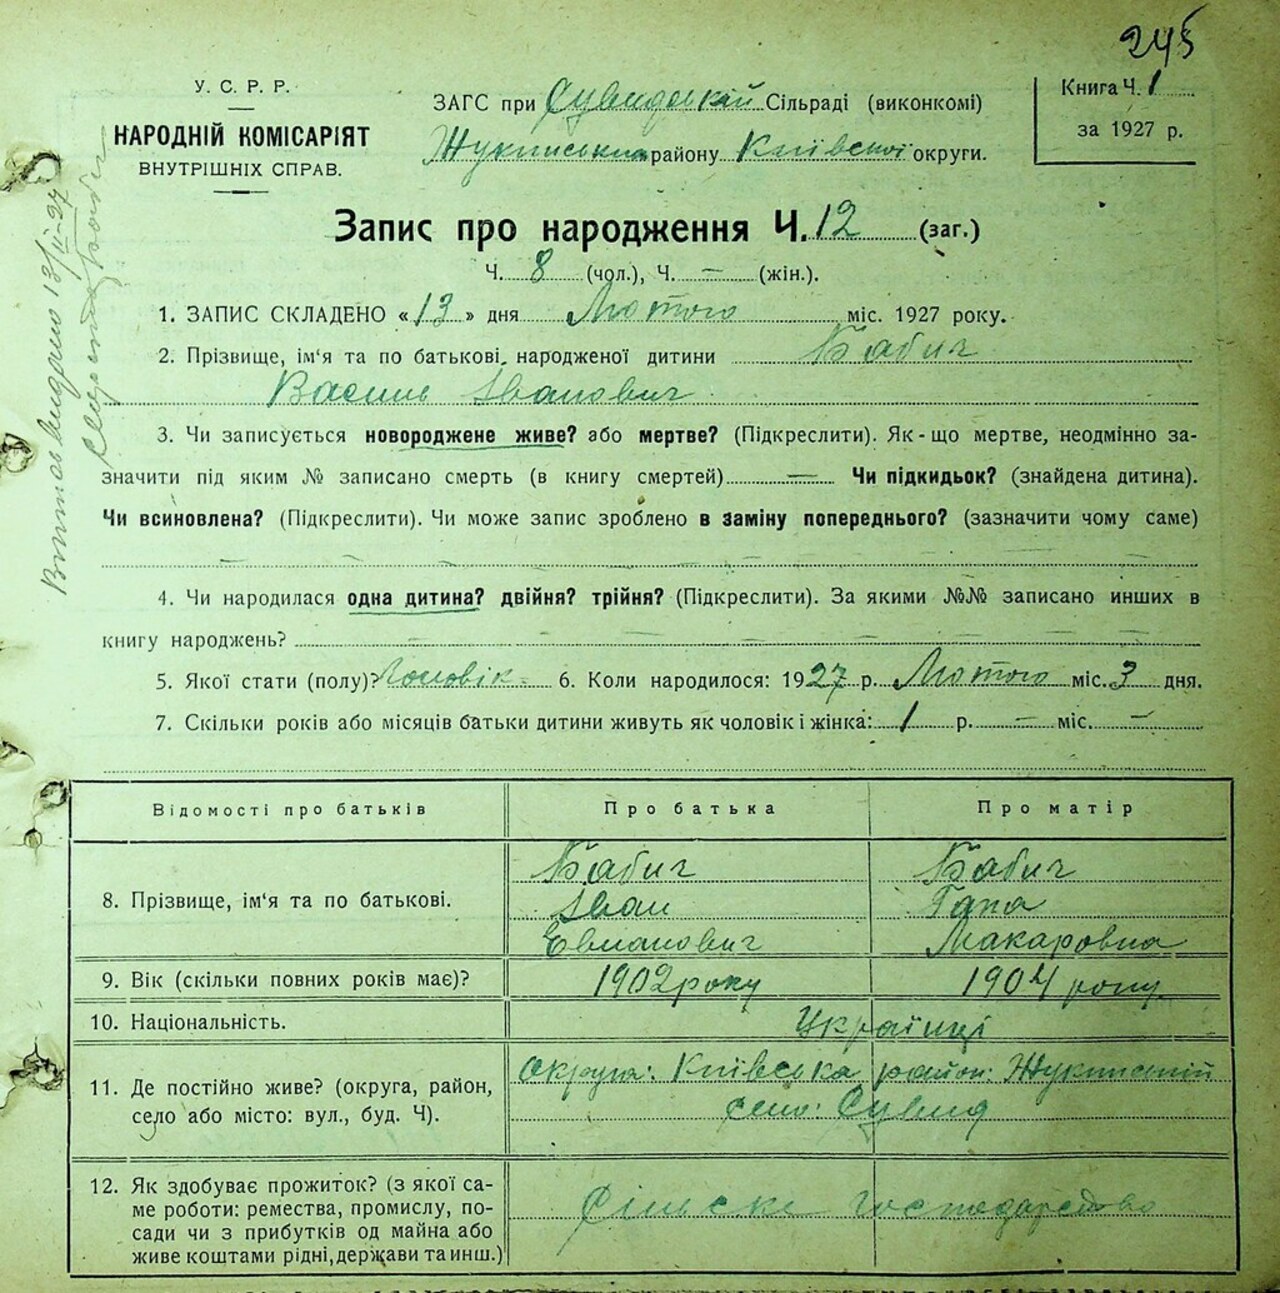 245
У. С. Р. Р.
НАРОДНІЙ КОМІСАРІЯТ
ВНУТРІШНІХ СПРАВ.
ЗАГС при Сувидській Сільраді (виконкомі)
Жукинського району Київської округи.
Книга Ч. 1
за 1927 р.
Запис про народження Ч. 12 (заг.)
Ч. 8 (чол.), Ч. — (жін.).
1. ЗАПИС СКЛАДЕНО «13» дня Лютого міс. 1927 року.
2. Прізвище, ім'я та по батькові, народженої дитини Бабич
Василь Іванович
3. Чи записується новороджене живе? або мертве? (Підкреслити). Як-що мертве, неодмінно за-
значити під яким № записано смерть (в книгу смертей) — Чи підкидьок? (знайдена дитина).
Чи всиновлена? (Підкреслити). Чи може запис зроблено в заміну попереднього? (зазначити чому саме)
4. Чи народилася одна дитина? двійня? трійня? (Підкреслити). За якими №№ записано инших в
книгу народжень?
5. Якої стати (полу)? Чоловік 6. Коли народилося: 1927 р. Лютого міс. 3 дня.
7. Скільки років або місяців батьки дитини живуть як чоловік і жінка: 1 р. — міс. —
Відомості про батьків Про батька Про матір
8. Прізвище, ім'я та по батькові.
Бабич Бабич
Іван Гапа
Макаровна
9. Вік (скільки повних років має)? 1902 року 1904 року
10. Національність. Українці
11. Де постійно живе? (округа, район,
село або місто: вул., буд. Ч).
округа: Київська район: Жукинський
село: Сувид
12. Як здобуває прожиток? (з якої са-
ме роботи: ремества, промислу, по-
сади чи з прибутків од майна або
живе коштами рідні, держави та инш.)
Сільске господарство